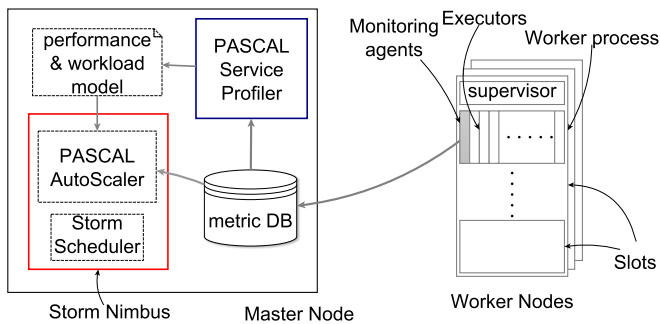 performance
& workload
model
PASCAL
Service
Profiler
Monitoring
agents
Executors
Worker process
supervisor
PASCAL
AutoScaler
metric DB
Storm
Scheduler
Slots
Storm Nimbus
Master Node
Worker Nodes